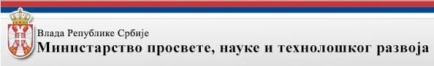 Влада Републике Србије
Министарство просвете, науке и технолошког развоја